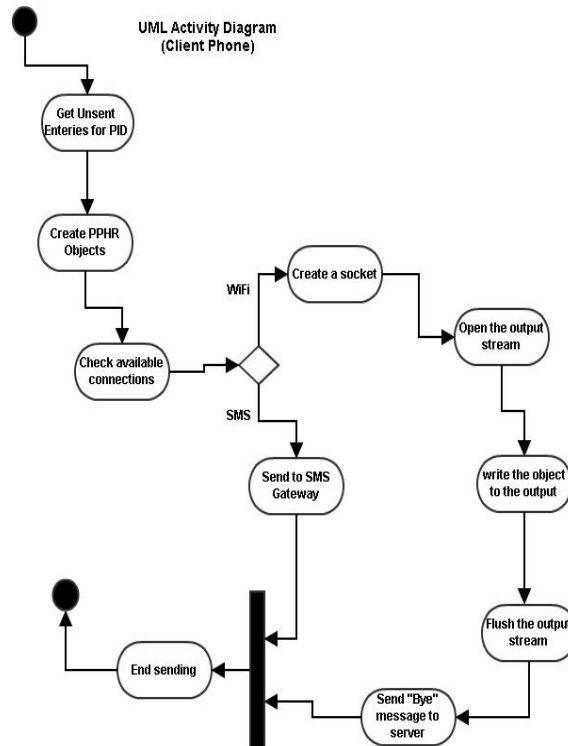 UML Activity Diagram
(Client Phone)
Get Unsent
Enteries for PID
Create PPHR
Objects
Check available
connections
WiFi
SMS
Create a socket
Open the output
stream
write the object
to the output
Flush the output
stream
Send "Bye"
message to
server
Send to SMS
Gateway
End sending